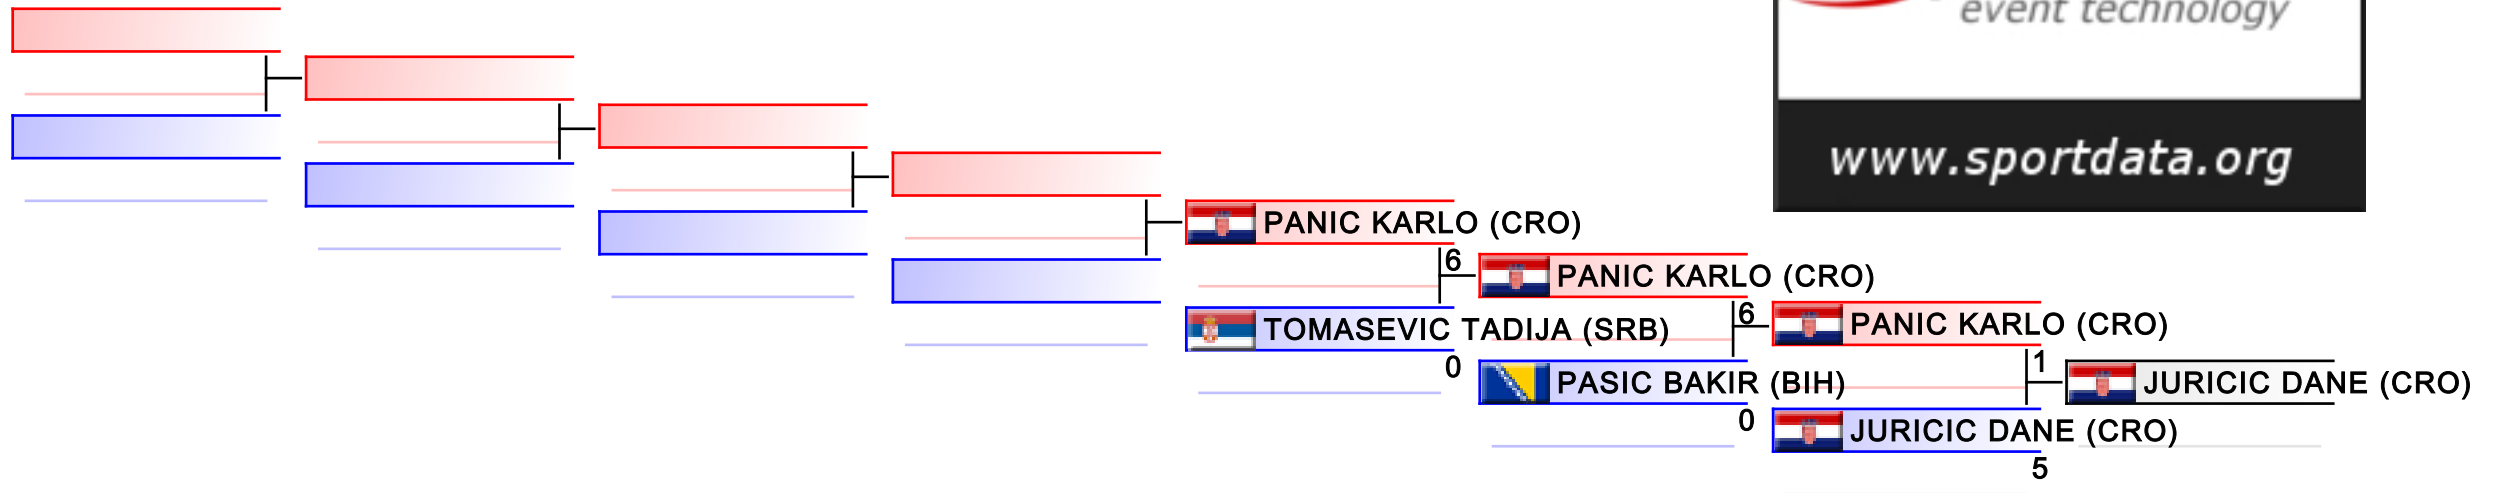 event technology
www.sportdata.org
PANIC KARLO (CRO)
6
PANIC KARLO (CRO)
TOMASEVIC TADIJA (SRB)
0
6
PANIC KARLO (CRO)
PASIC BAKIR (BIH)
0
1
JURICIC DANE (CRO)
JURICIC DANE (CRO)
5